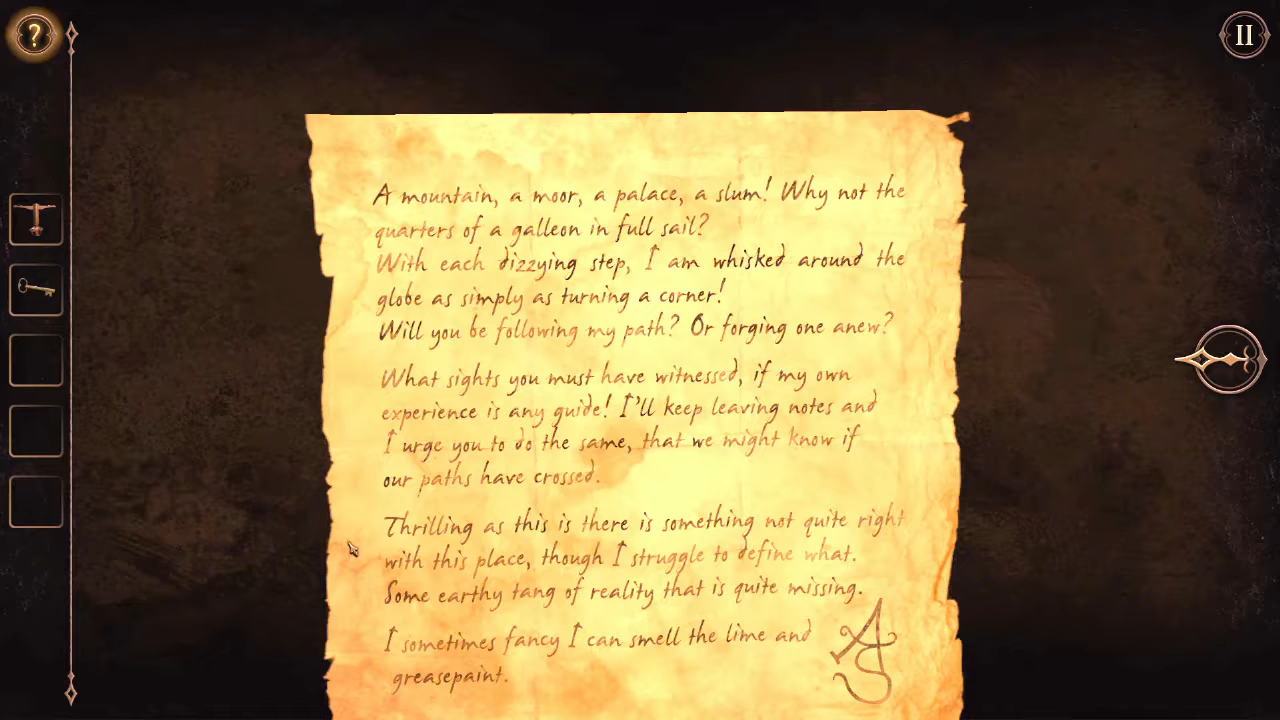 ?
II
A mountain, a moor, a palace, a slum! Why not the
quarters of a galleon in full sail?
With each dizzying step, I am whisked around the
globe as simply as turning a corner!
Will you be following my path? Or forging one anew?
What sights you must have witnessed, if my own
experience is any guide! I'll keep leaving notes and
I urge you to do the same, that we might know if
our paths have crossed.
Thrilling as this is there is something not quite right
with this place, though I struggle to define what.
Some earthy tang of reality that is quite missing.
I sometimes fancy I can smell the lime and
greasepaint.
AS